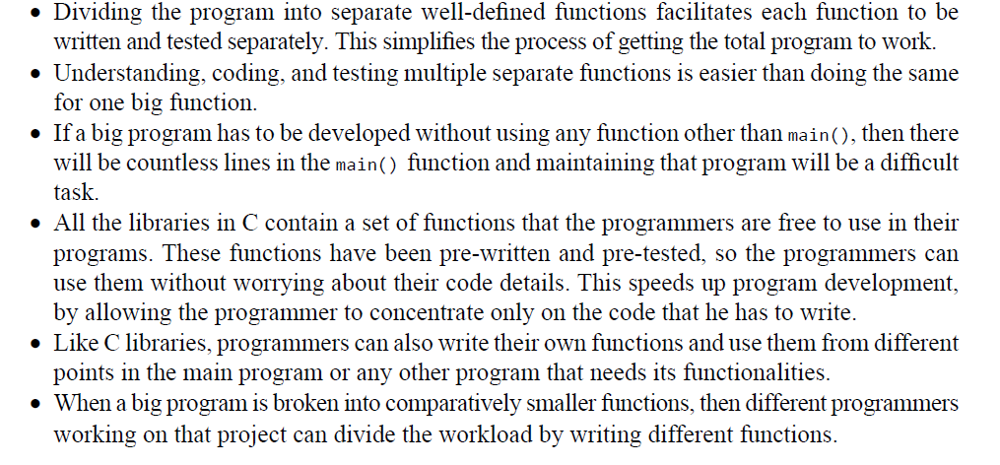 • Dividing the program into separate well-defined functions facilitates each function to be
written and tested separately. This simplifies the process of getting the total program to work.
• Understanding, coding, and testing multiple separate functions is easier than doing the same
for one big function.
• If a big program has to be developed without using any function other than main(), then there
will be countless lines in the main() function and maintaining that program will be a difficult
task.
• All the libraries in C contain a set of functions that the programmers are free to use in their
programs. These functions have been pre-written and pre-tested, so the programmers can
use them without worrying about their code details. This speeds up program development,
by allowing the programmer to concentrate only on the code that he has to write.
• Like C libraries, programmers can also write their own functions and use them from different
points in the main program or any other program that needs its functionalities.
• When a big program is broken into comparatively smaller functions, then different programmers
working on that project can divide the workload by writing different functions.